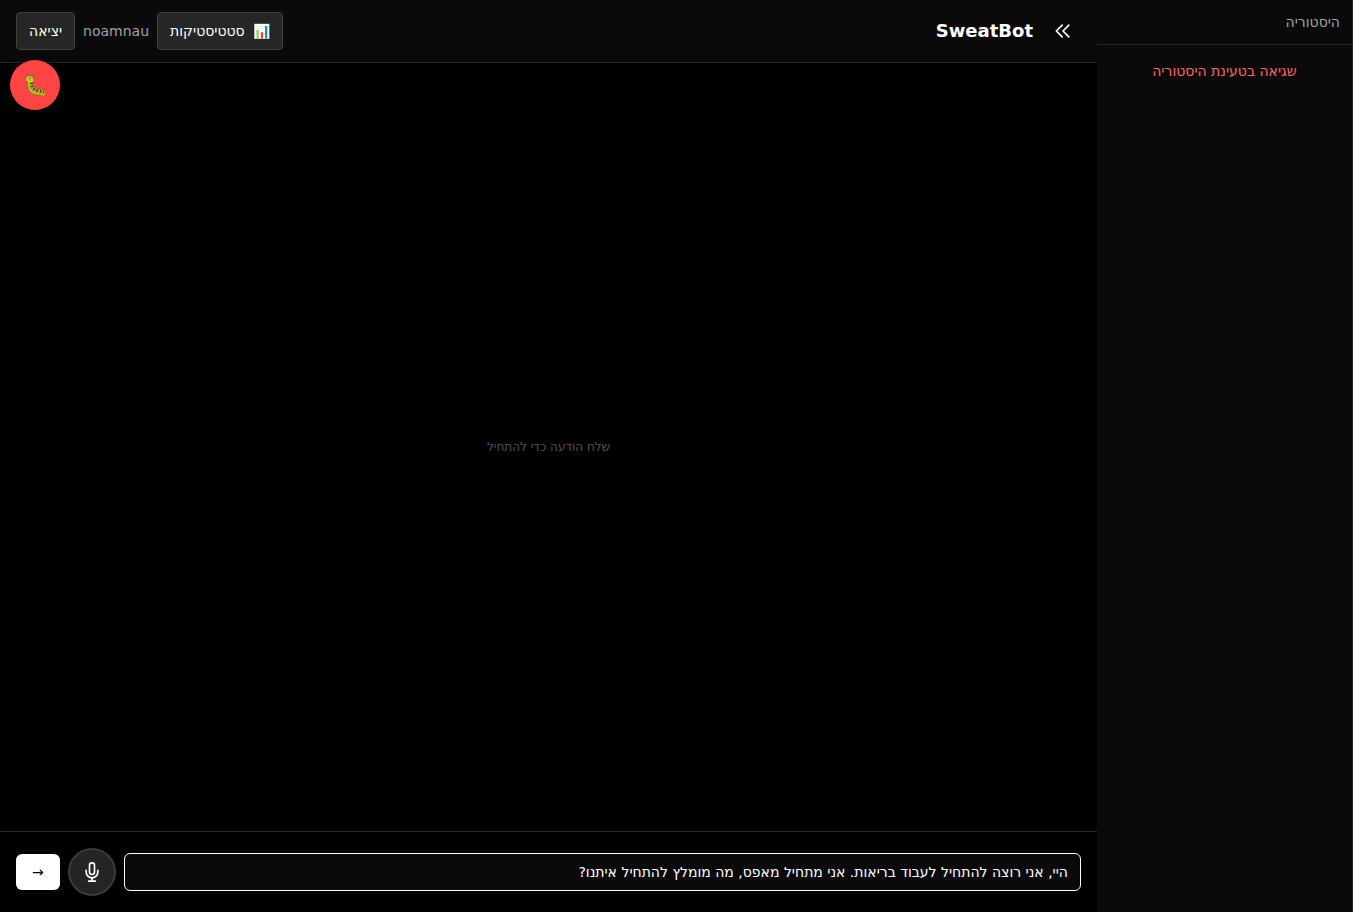 היסטוריה
שגיאה בטעינת היסטוריה
SweatBot
📊 סטטיסטיקות
noamnau
יציאה
שלח הודעה כדי להתחיל
היי, אני רוצה להתחיל לעבוד בריאות. אני מתחיל מאפס, מה מומלץ להתחיל איתנו?
→